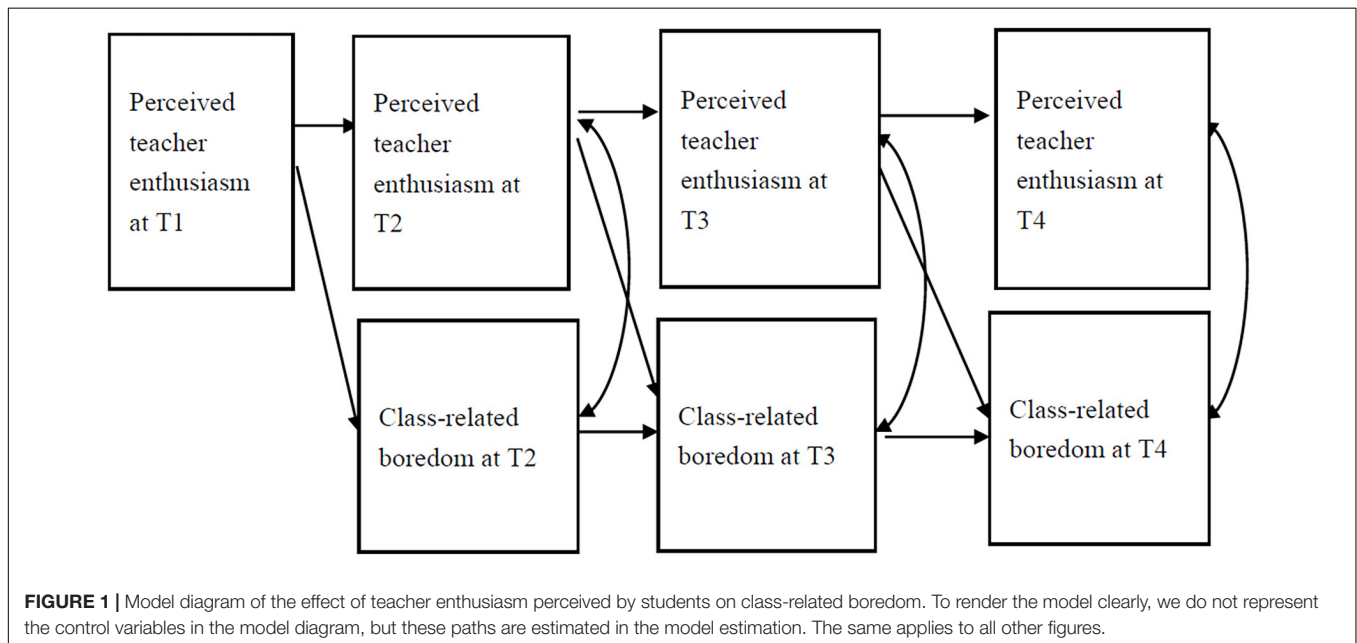 Perceived
teacher
enthusiasm
at T1
Perceived
teacher
enthusiasm at
T2
Perceived
teacher
enthusiasm at
T3
Perceived
teacher
enthusiasm at
T4
Class-related
boredom at T2
Class-related
boredom at T3
Class-related
boredom at T4
FIGURE 1 | Model diagram of the effect of teacher enthusiasm perceived by students on class-related boredom. To render the model clearly, we do not represent
the control variables in the model diagram, but these paths are estimated in the model estimation. The same applies to all other figures.